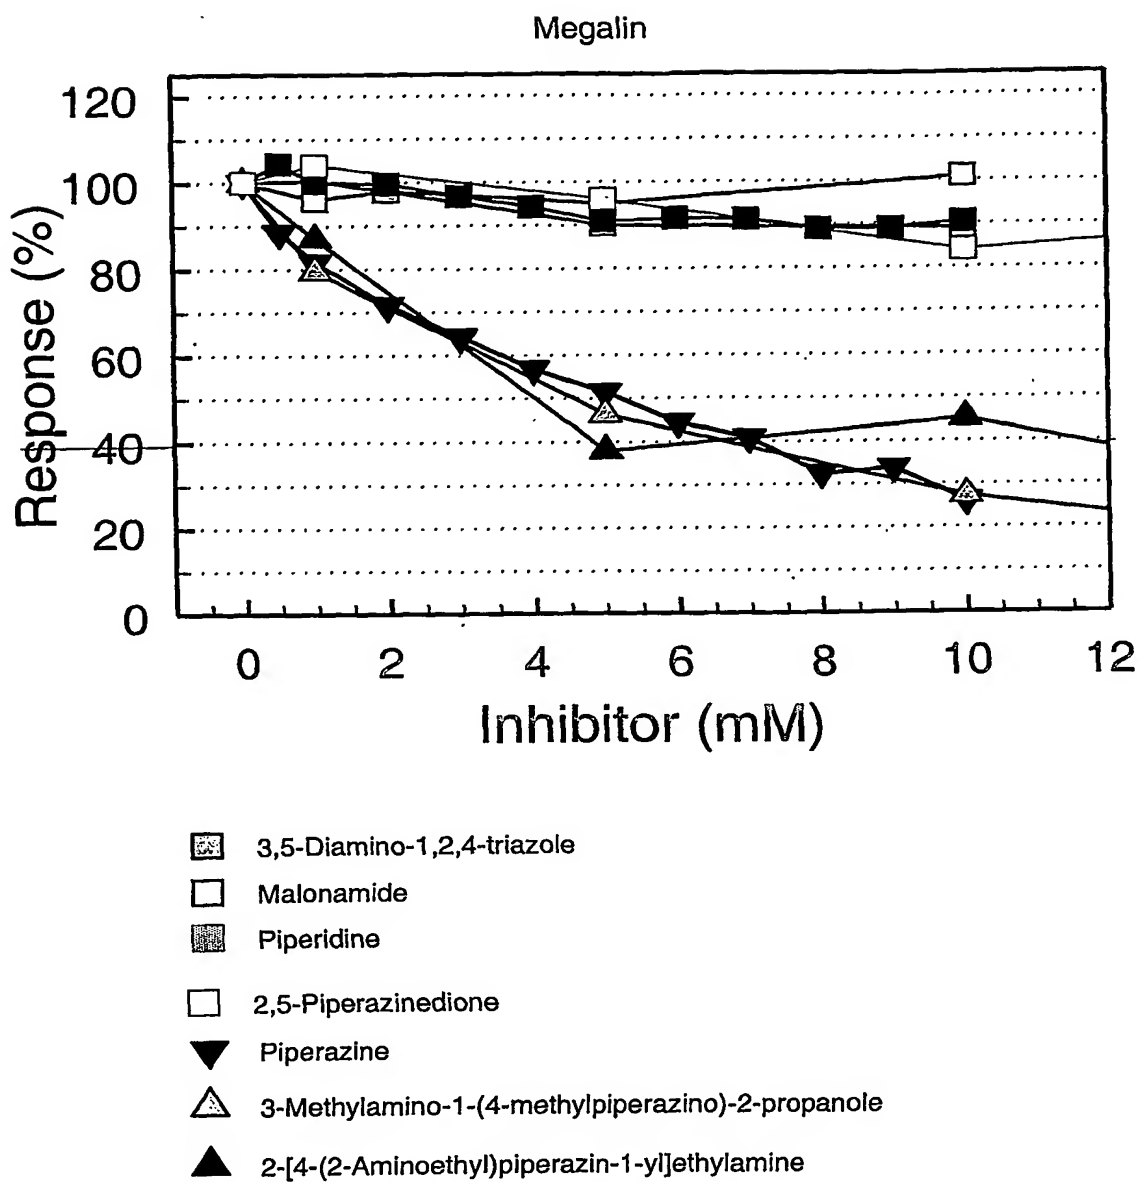 Megalin
120
100
80
60
40
20
0
Response (%)
0 2 4 6 8 10 12
Inhibitor (mM)
3,5-Diamino-1,2,4-triazole
Malonamide
Piperidine
2,5-Piperazinedione
Piperazine
3-Methylamino-1-(4-methylpiperazino)-2-propanole
2-[4-(2-Aminoethyl)piperazin-1-yl]ethylamine